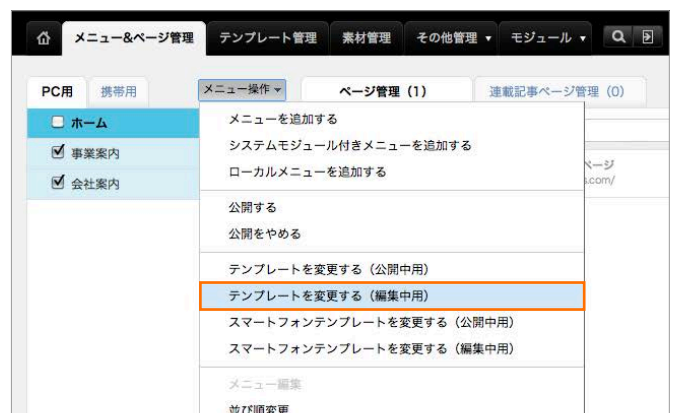 メニュー&ページ管理 テンプレート管理 素材管理 その他管理 ▼ モジュール ▼
PC用 携帯用 メニュー操作 ▼ ページ管理（1） 連載記事ページ管理（0）
ホーム
事業案内
会社案内
メニューを追加する
システムモジュール付きメニューを追加する
ローカルメニューを追加する
公開する
公開をやめる
テンプレートを変更する（公開中用）
テンプレートを変更する（編集中用）
スマートフォンテンプレートを変更する（公開中用）
スマートフォンテンプレートを変更する（編集中用）
メニュー編集
並び順変更
ページ
.com/